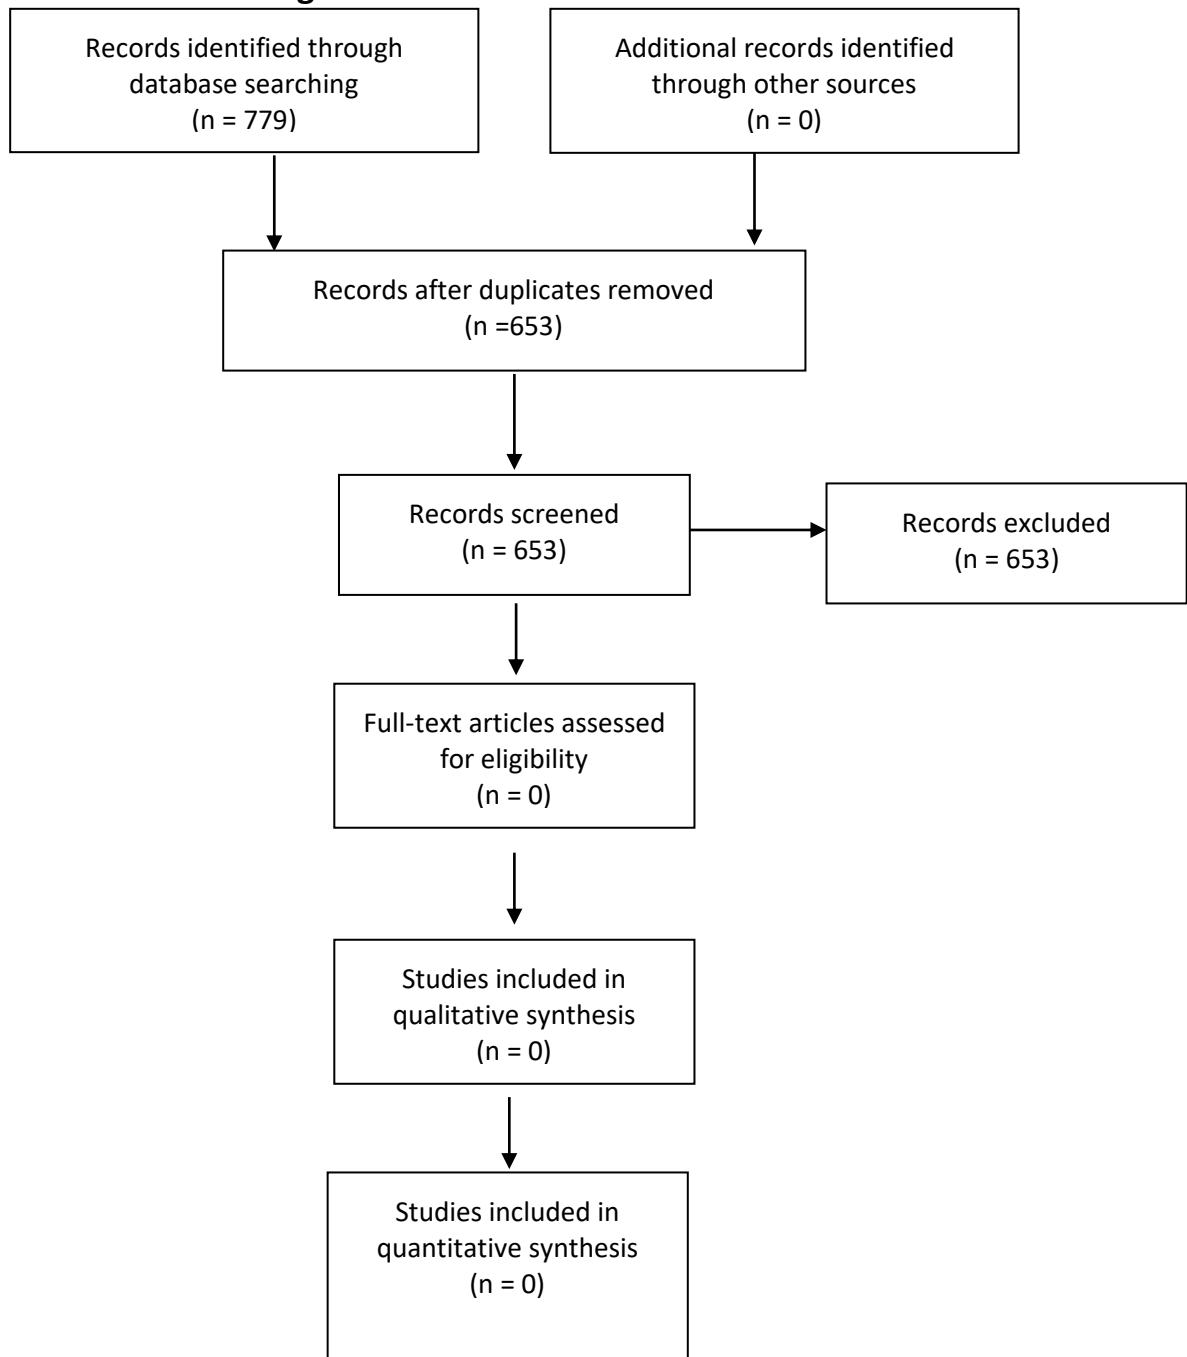 Records identified through
database searching
(n = 779)
Additional records identified
through other sources
(n = 0)
Records after duplicates removed
(n =653)
Records screened
(n = 653)
Records excluded
(n = 653)
Full-text articles assessed
for eligibility
(n = 0)
Studies included in
qualitative synthesis
(n = 0)
Studies included in
quantitative synthesis
(n = 0)